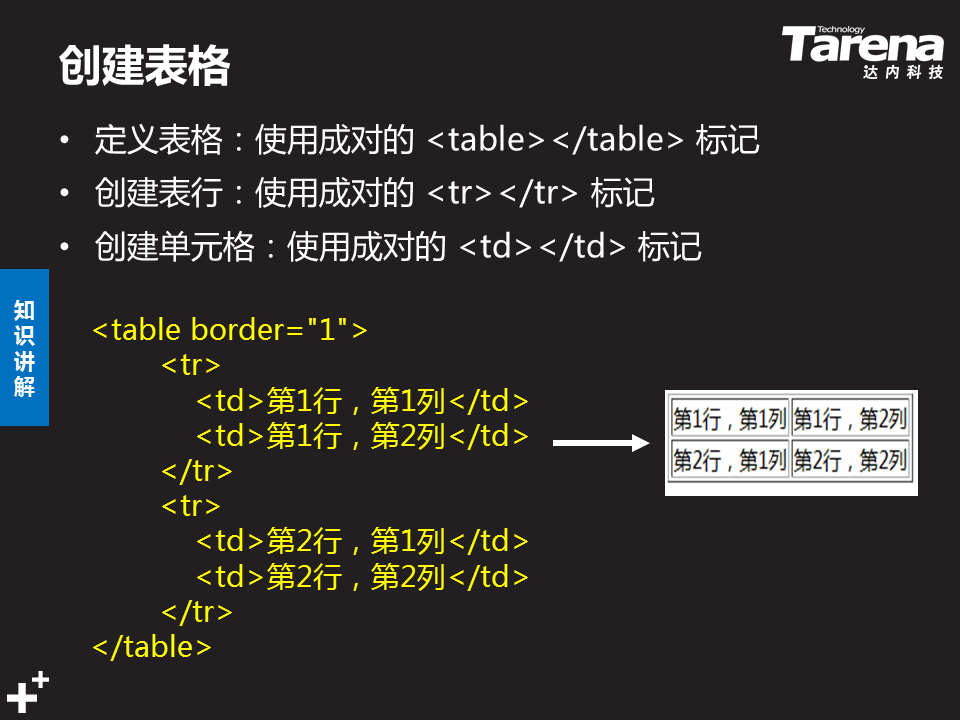 创建表格
Technology
Tarena
达内科技
• 定义表格：使用成对的 <table></table> 标记
• 创建表行：使用成对的 <tr></tr> 标记
• 创建单元格：使用成对的 <td></td> 标记
知识讲解
<table border="1">
<tr>
<td>第1行，第1列</td>
<td>第1行，第2列</td>
</tr>
<tr>
<td>第2行，第1列</td>
<td>第2行，第2列</td>
</tr>
</table>
第1行，第1列 第1行，第2列
第2行，第1列 第2行，第2列